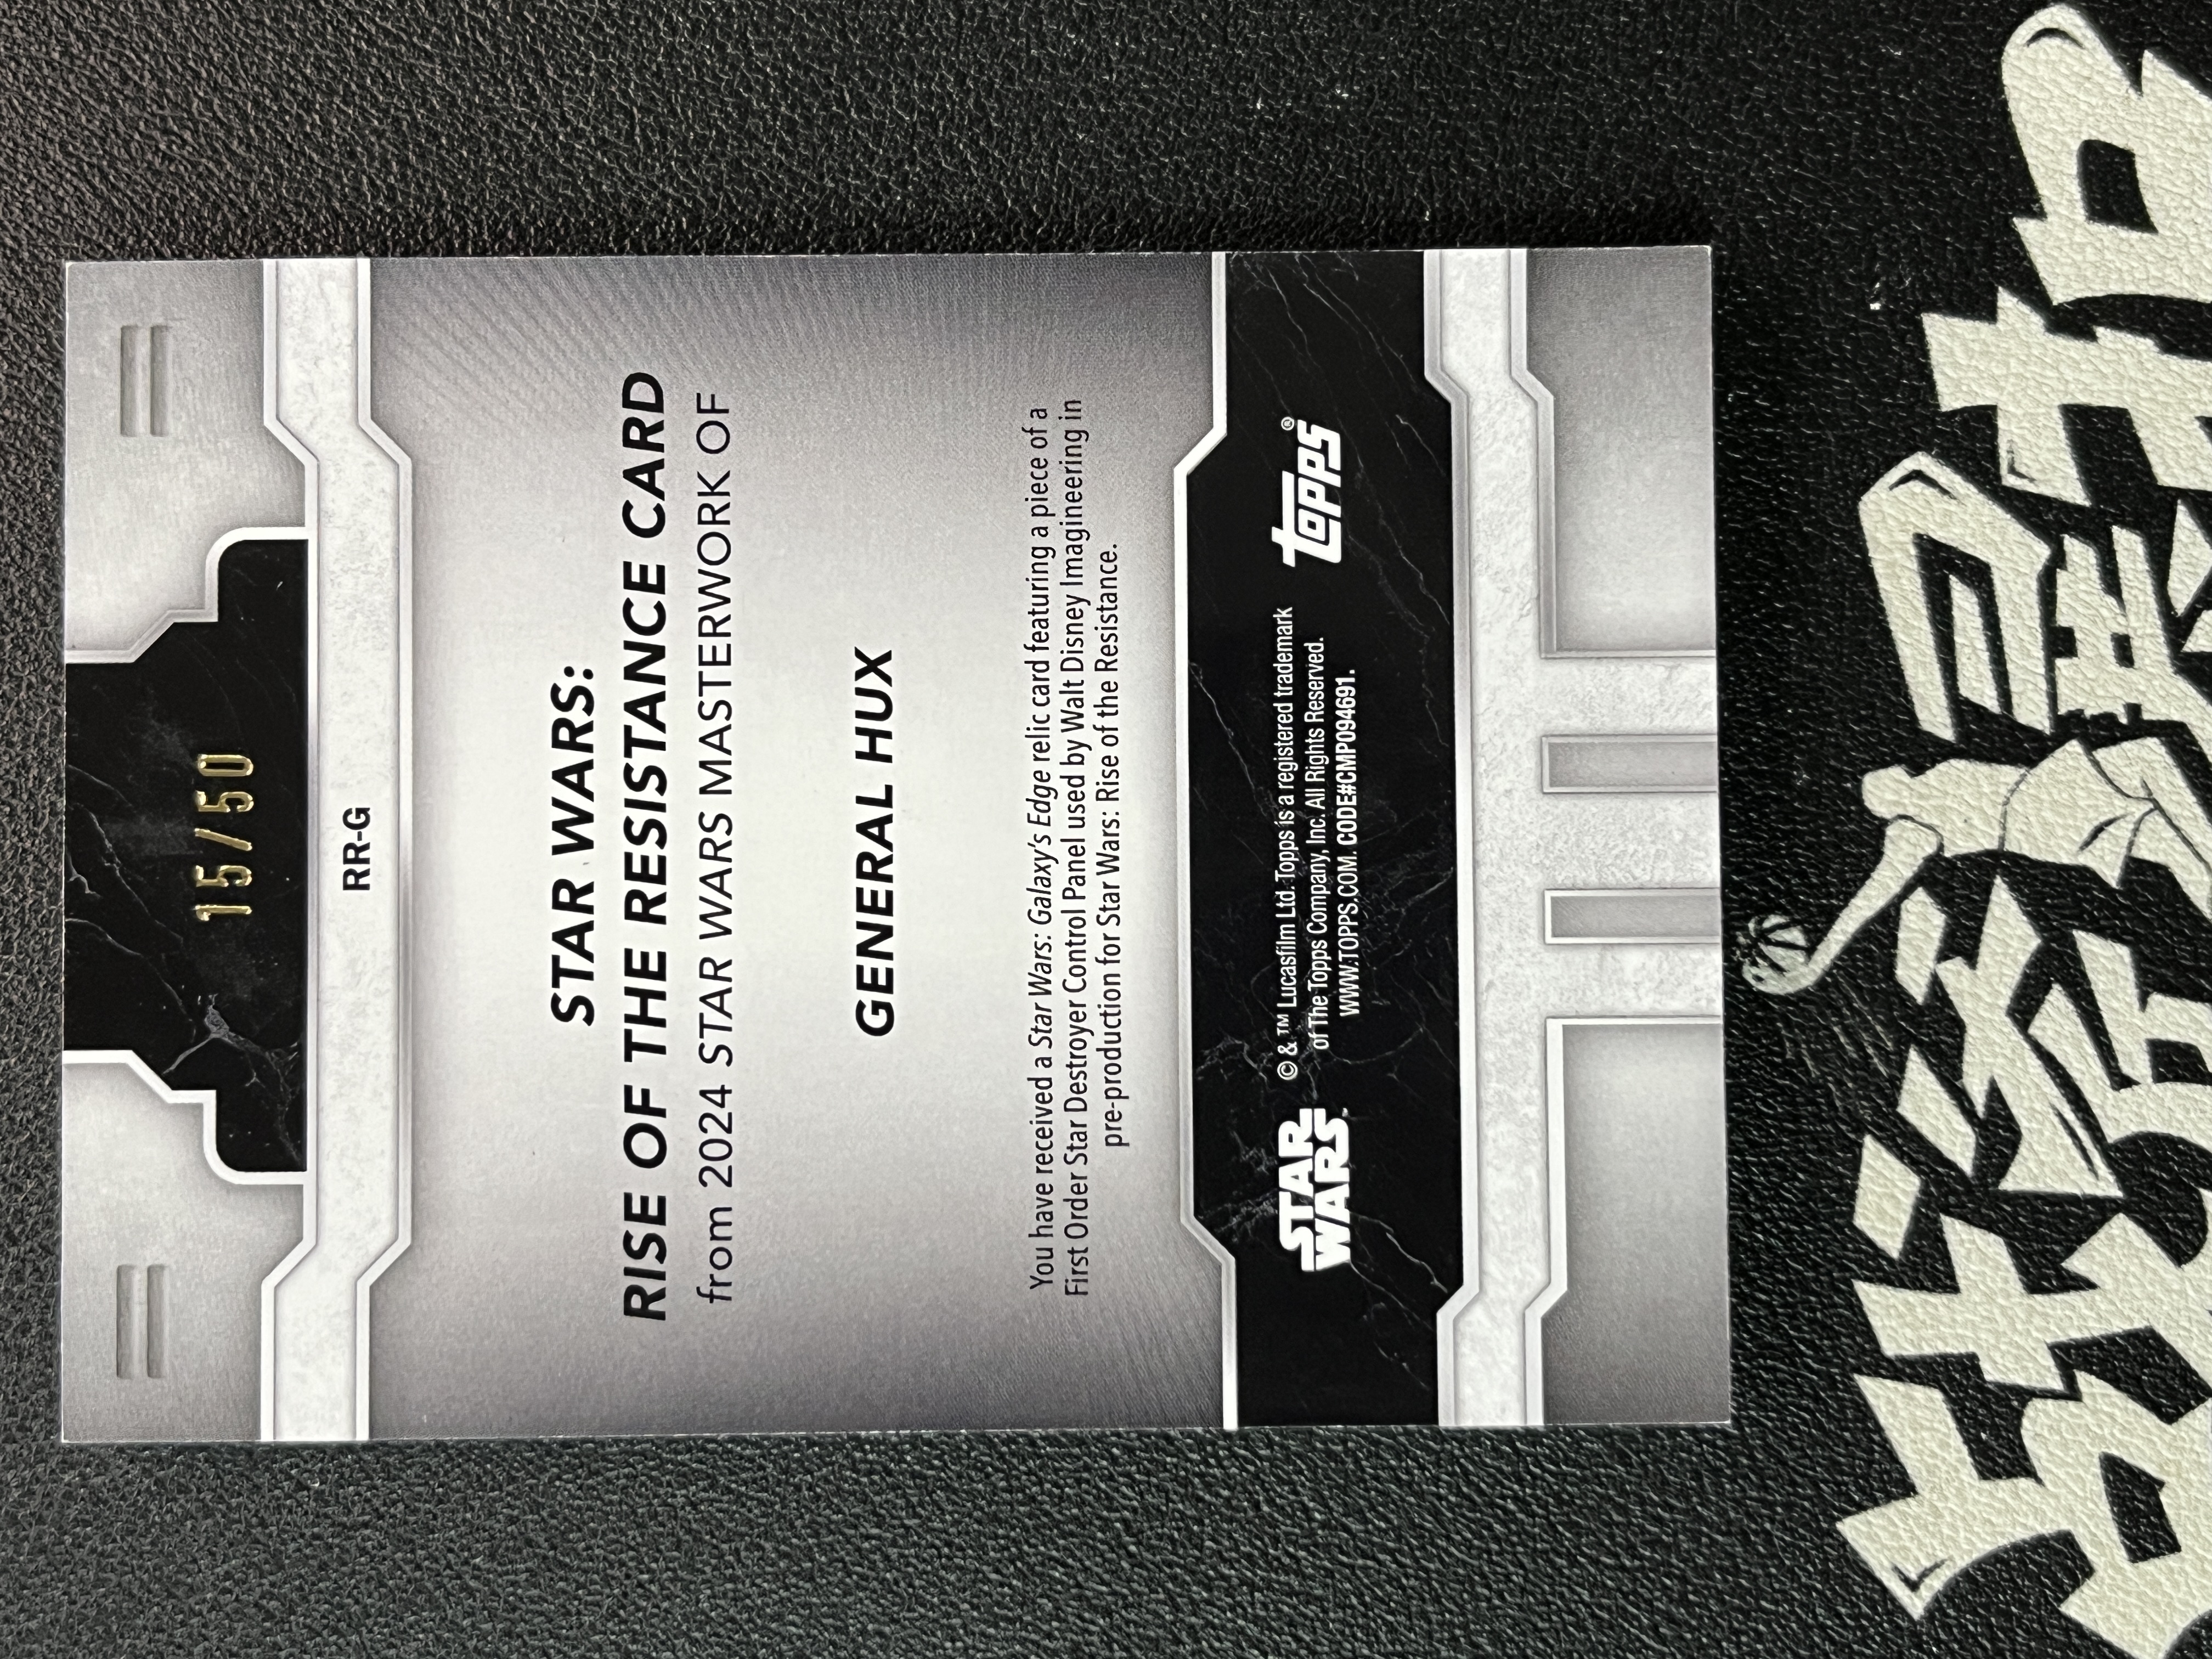 15/50
RR-G
STAR WARS:
RISE OF THE RESISTANCE CARD
from 2024 STAR WARS MASTERWORK OF
GENERAL HUX
You have received a Star Wars: Galaxy's Edge relic card featuring a piece of a
First Order Star Destroyer Control Panel used by Walt Disney Imagineering in
pre-production for Star Wars: Rise of the Resistance.
STAR
WARS™
© & ™ Lucasfilm Ltd. Topps is a registered trademark
of The Topps Company, Inc. All Rights Reserved.
WWW.TOPPS.COM. CODE#CMP094691.
topps®